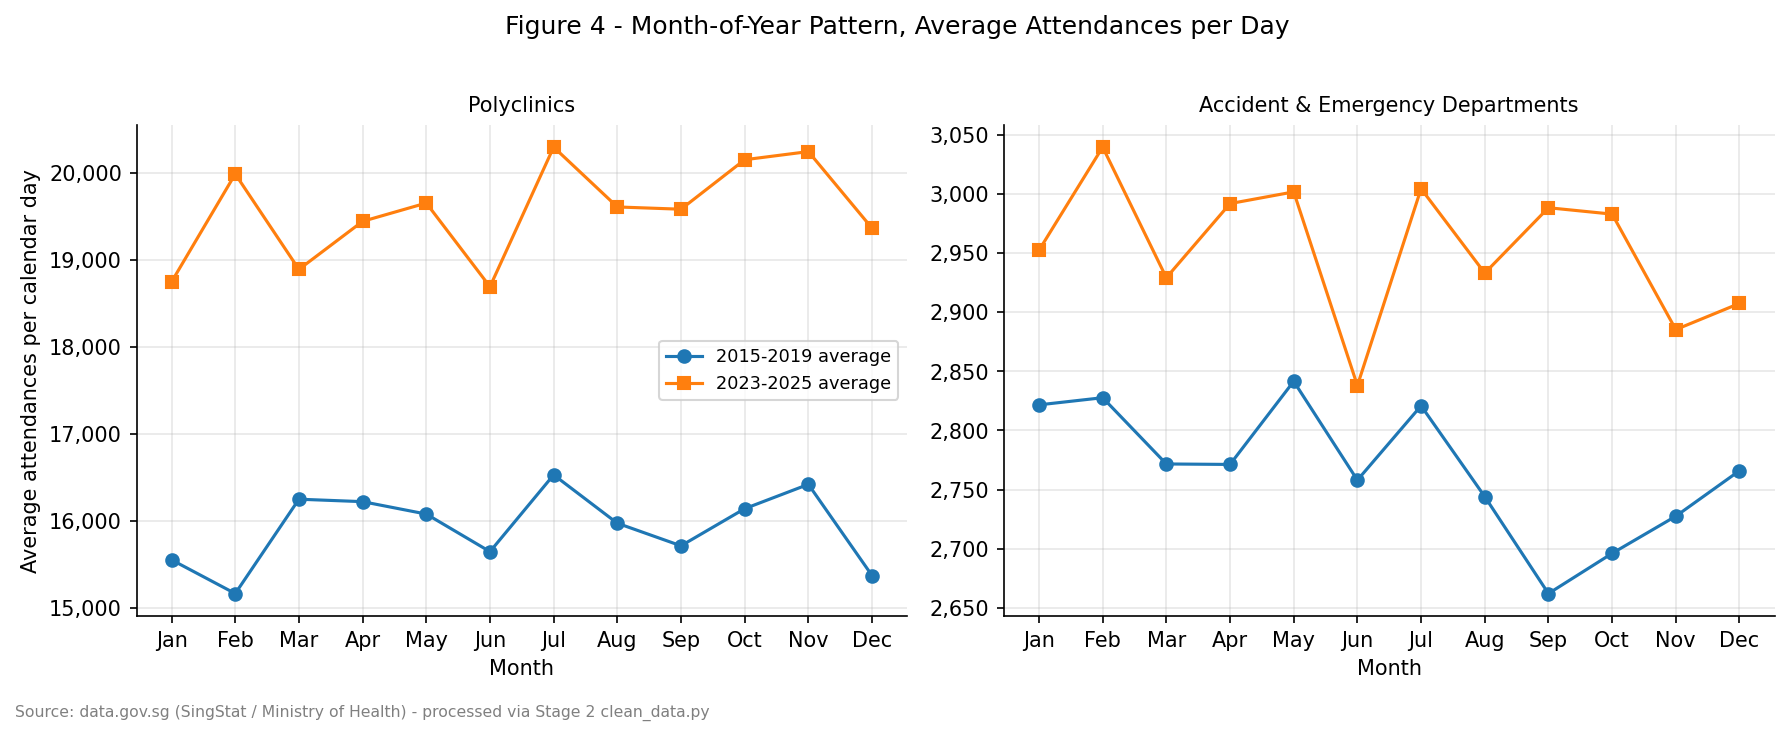 Figure 4 - Month-of-Year Pattern, Average Attendances per Day
Polyclinics
Average attendances per calendar day
20,000
19,000
18,000
17,000
16,000
15,000
2015-2019 average
2023-2025 average
Jan Feb Mar Apr May Jun Jul Aug Sep Oct Nov Dec
Month
Accident & Emergency Departments
3,050
3,000
2,950
2,900
2,850
2,800
2,750
2,700
2,650
Jan Feb Mar Apr May Jun Jul Aug Sep Oct Nov Dec
Month
Source: data.gov.sg (SingStat / Ministry of Health) - processed via Stage 2 clean_data.py